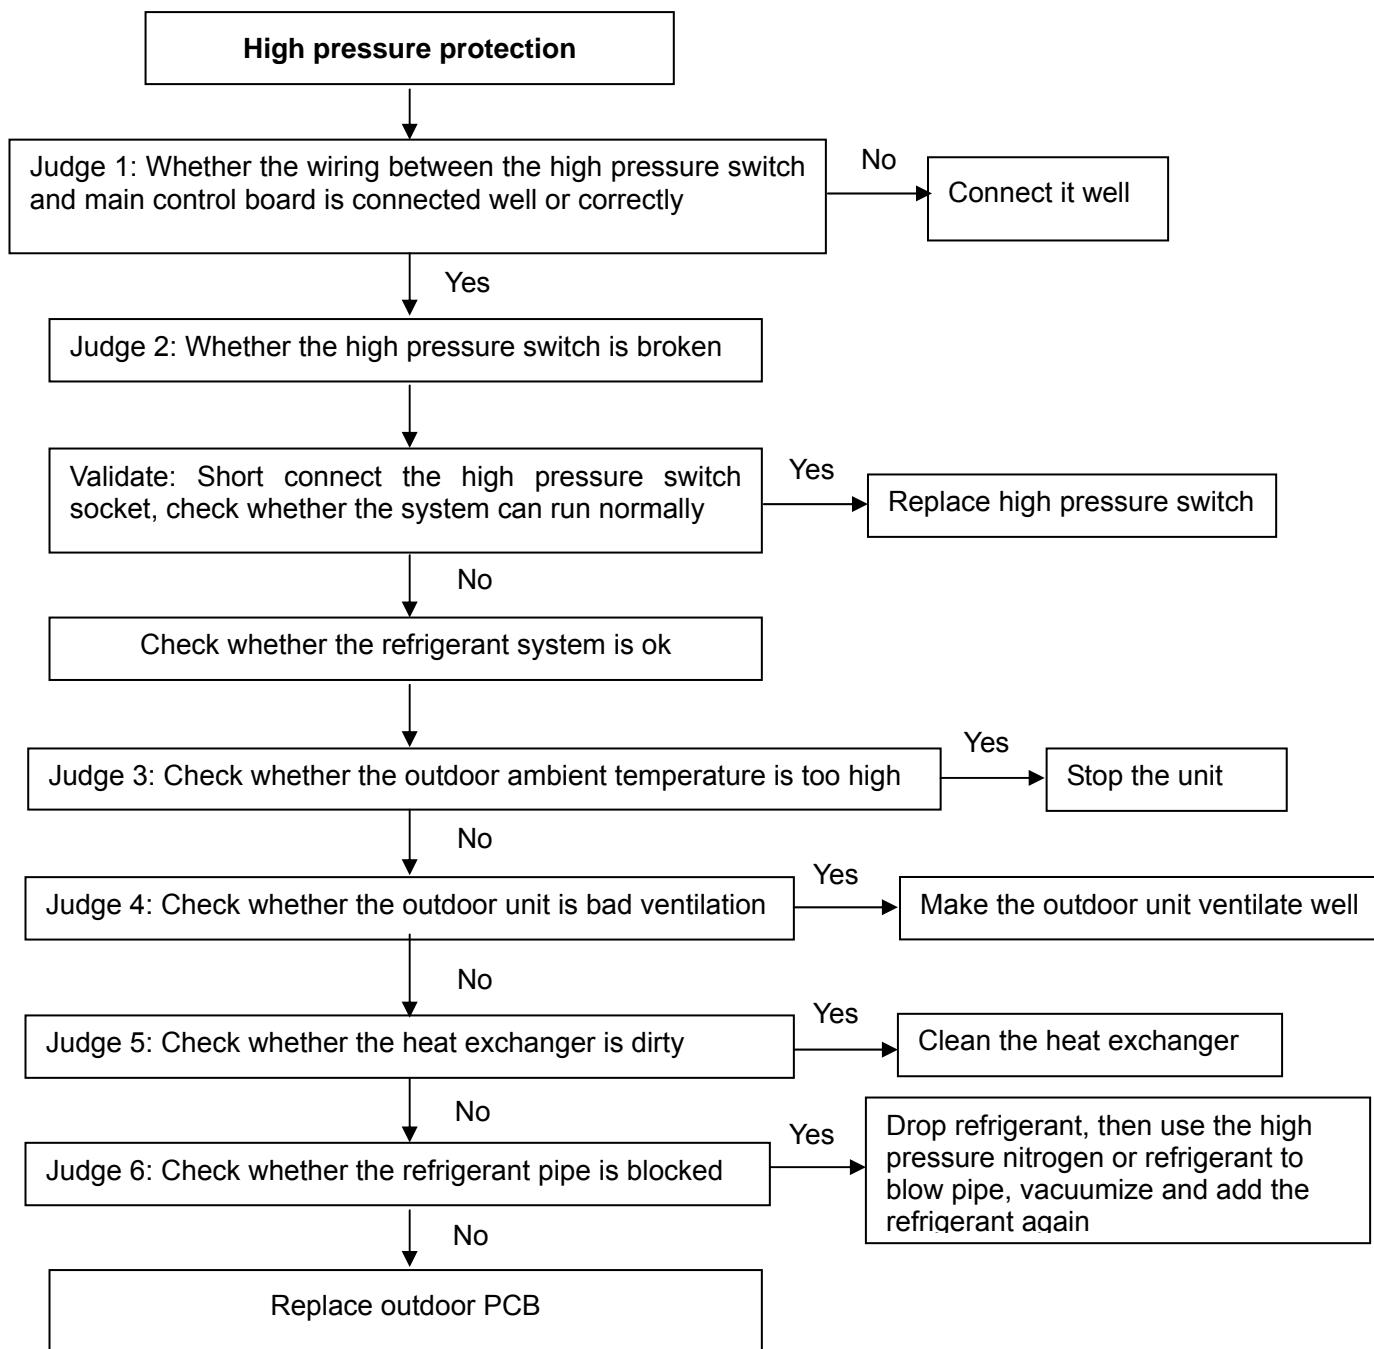 High pressure protection
Judge 1: Whether the wiring between the high pressure switch
and main control board is connected well or correctly
No
Connect it well
Yes
Judge 2: Whether the high pressure switch is broken
Validate: Short connect the high pressure switch
socket, check whether the system can run normally
Yes
Replace high pressure switch
No
Check whether the refrigerant system is ok
Judge 3: Check whether the outdoor ambient temperature is too high
Yes
Stop the unit
No
Judge 4: Check whether the outdoor unit is bad ventilation
Yes
Make the outdoor unit ventilate well
No
Judge 5: Check whether the heat exchanger is dirty
Yes
Clean the heat exchanger
No
Judge 6: Check whether the refrigerant pipe is blocked
Yes
Drop refrigerant, then use the high
pressure nitrogen or refrigerant to
blow pipe, vacuumize and add the
refrigerant again
No
Replace outdoor PCB